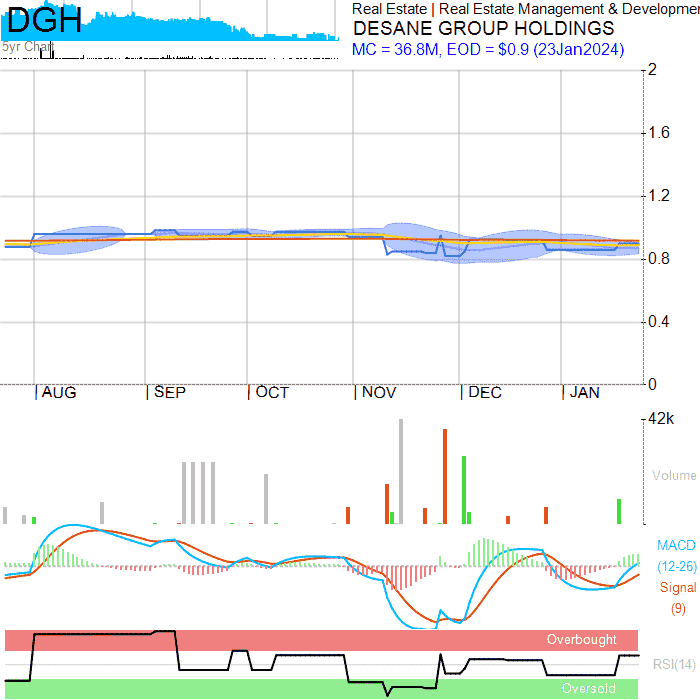 DGH
5yr Chart
Real Estate | Real Estate Management & Developmen
DESANE GROUP HOLDINGS
MC = 36.8M, EOD = $0.9 (23Jan2024)
2
1.6
1.2
0.8
0.4
0
AUG SEP OCT NOV DEC JAN
42k
Volume
MACD
(12-26)
Signal
(9)
Overbought
RSI(14)
Oversold